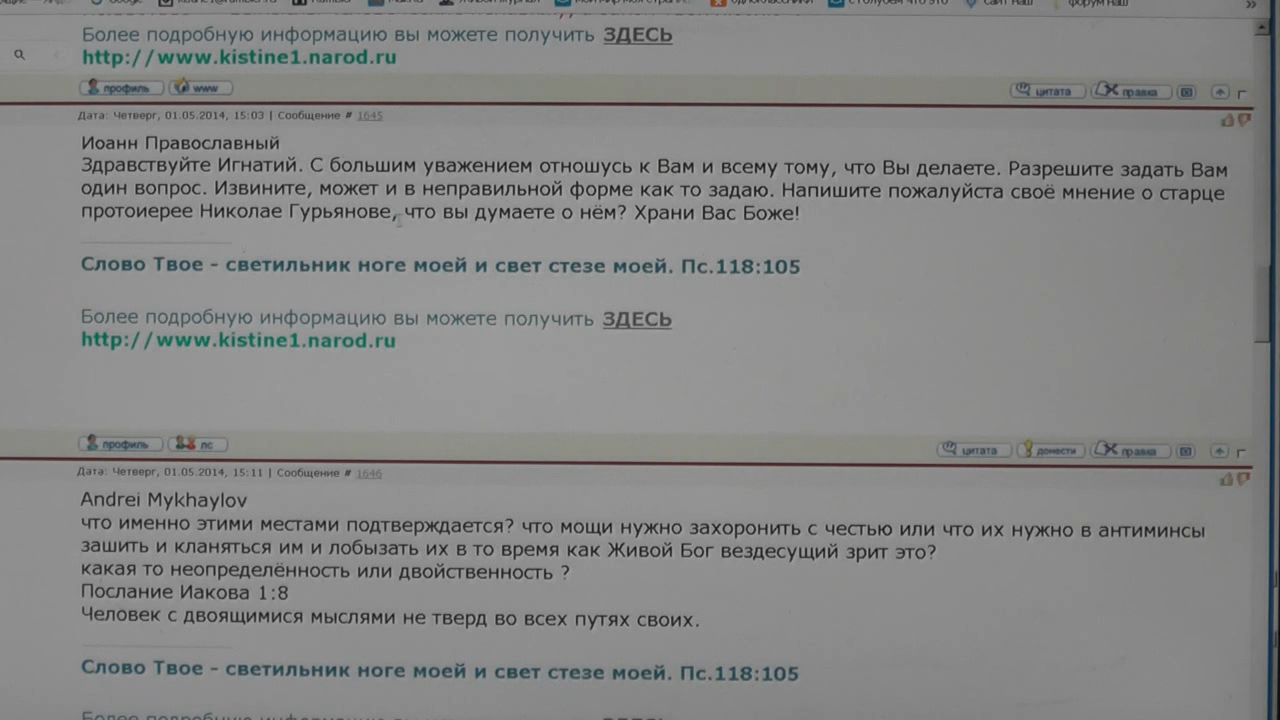 Более подробную информацию вы можете получить ЗДЕСЬ
http://www.kistine1.narod.ru
профиль www цитата правка
Дата: Четверг, 01.05.2014, 15:03 | Сообщение # 1645
Иоанн Православный
Здравствуйте Игнатий. С большим уважением отношусь к Вам и всему тому, что Вы делаете. Разрешите задать Вам
один вопрос. Извините, может и в неправильной форме как то задаю. Напишите пожалуйста своё мнение о старце
протоиерее Николае Гурьянове, что вы думаете о нём? Храни Вас Боже!
Слово Твое - светильник ноге моей и свет стезе моей. Пс.118:105
Более подробную информацию вы можете получить ЗДЕСЬ
http://www.kistine1.narod.ru
профиль лс цитата донести правка
Дата: Четверг, 01.05.2014, 15:11 | Сообщение # 1646
Andrei Mykhaylov
что именно этими местами подтверждается? что мощи нужно захоронить с честью или что их нужно в антиминсы
зашить и кланяться им и лобызать их в то время как Живой Бог вездесущий зрит это?
какая то неопределённость или двойственность ?
Послание Иакова 1:8
Человек с двоящимися мыслями не тверд во всех путях своих.
Слово Твое - светильник ноге моей и свет стезе моей. Пс.118:105